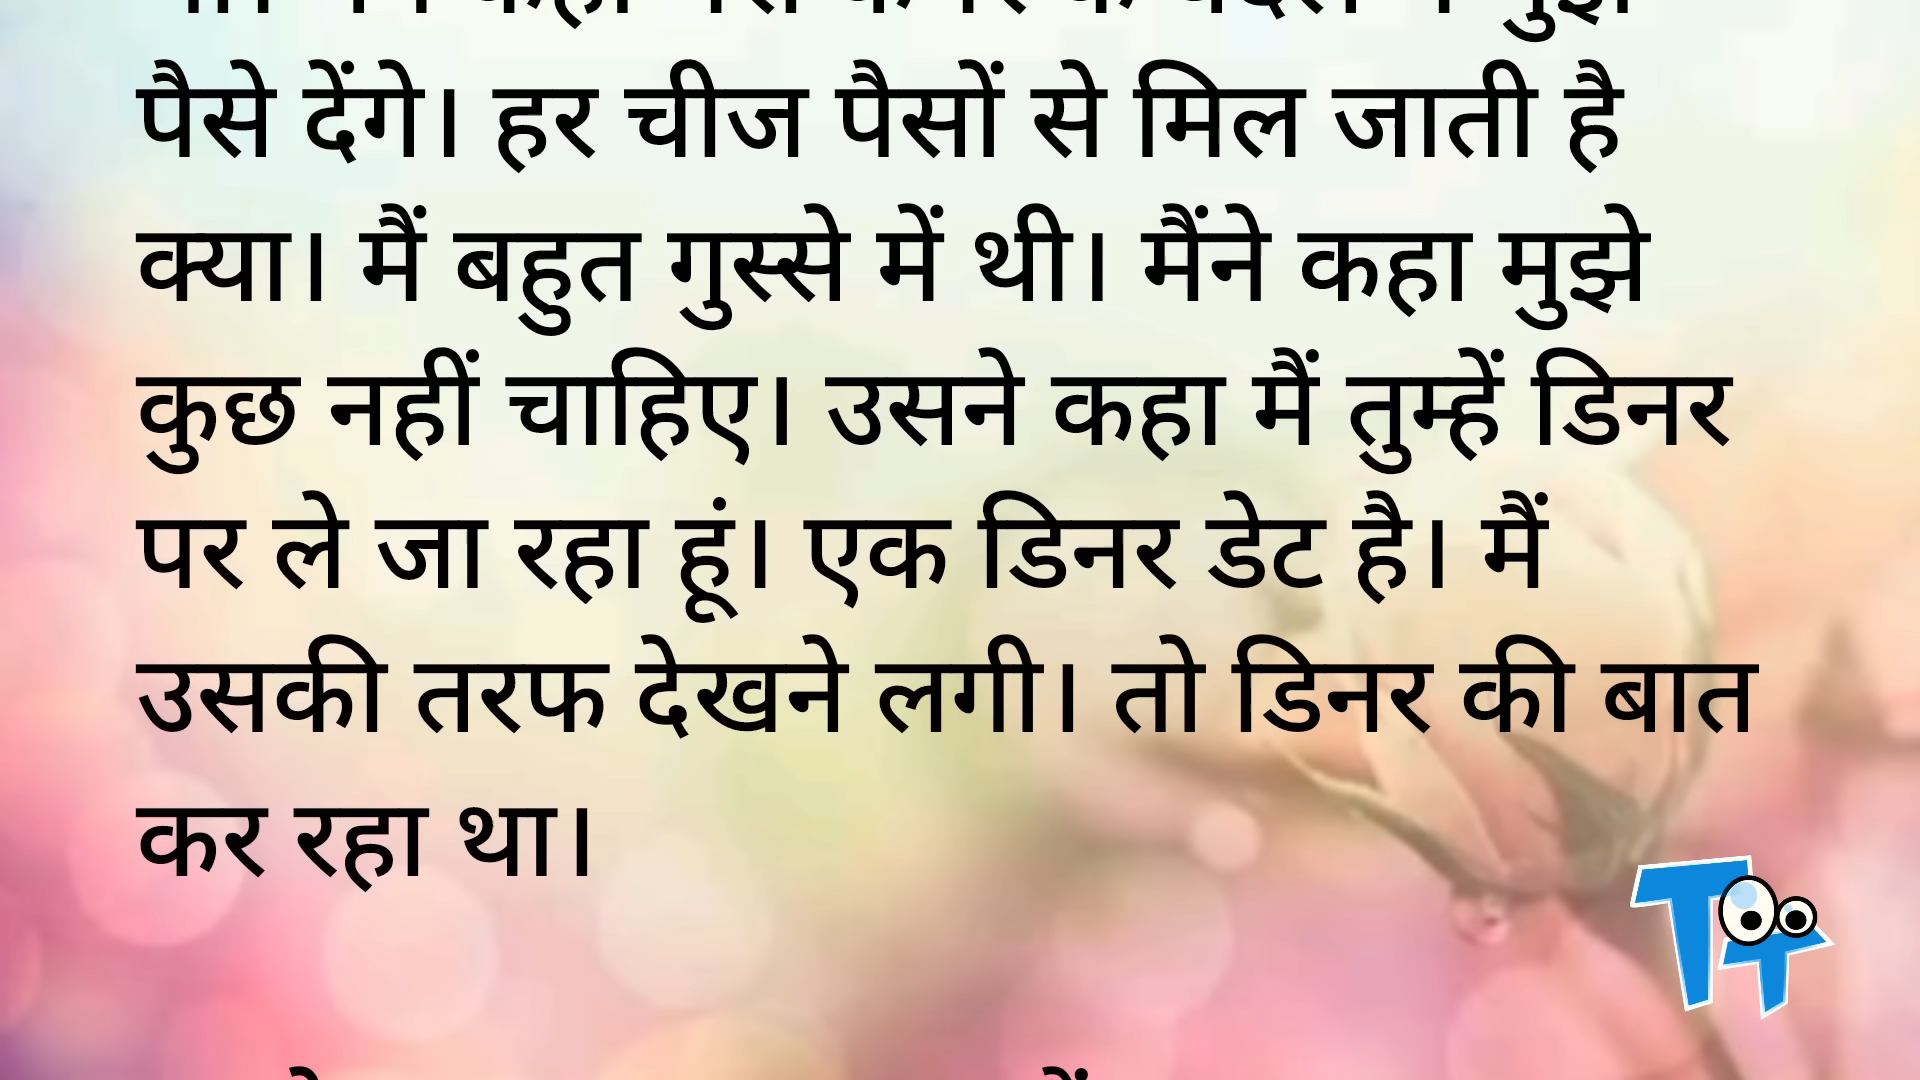 पैसे देंगे। हर चीज पैसों से मिल जाती है
क्या। मैं बहुत गुस्से में थी। मैंने कहा मुझे
कुछ नहीं चाहिए। उसने कहा मैं तुम्हें डिनर
पर ले जा रहा हूं। एक डिनर डेट है। मैं
उसकी तरफ देखने लगी। तो डिनर की बात
कर रहा था।